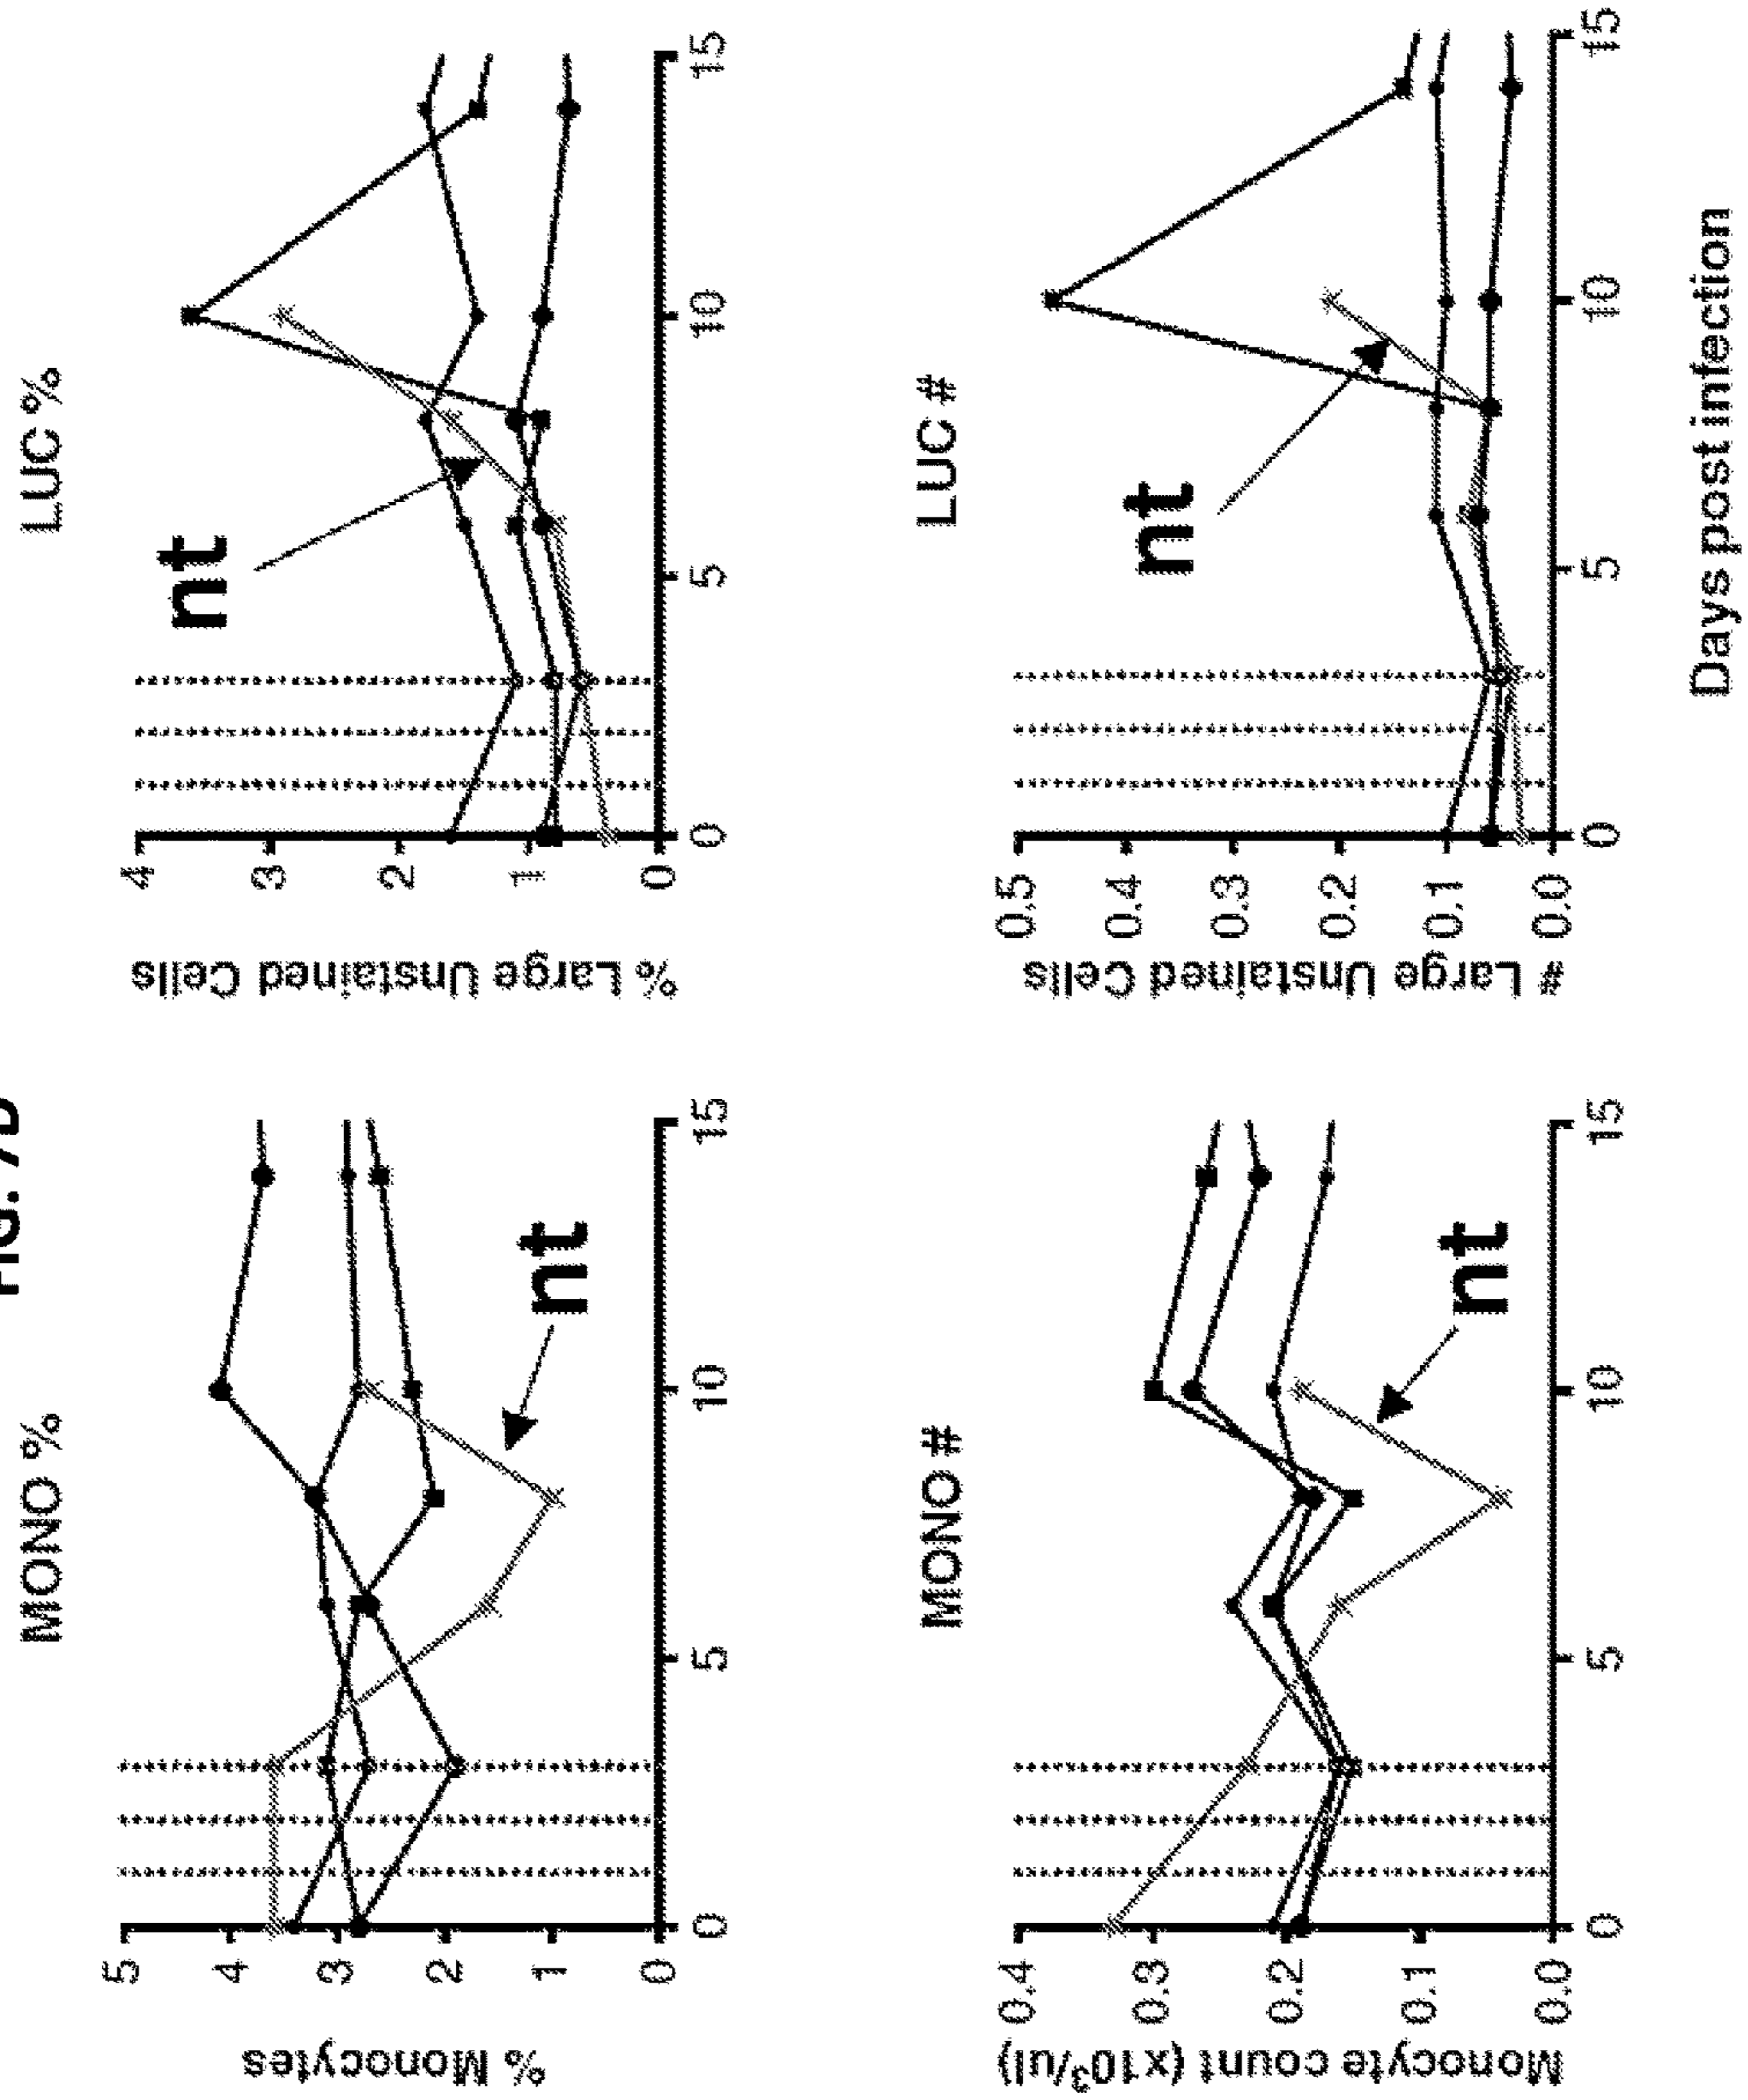 FIG. 7D
MONO %
% Monocytes
5
4
3
2
1
0
0
5
10
15
nt
LUC %
% Large Unstained Cells
4
3
2
1
0
0
5
10
15
nt
MONO #
Monocyte count (x10³/ul)
0.4
0.3
0.2
0.1
0.0
0
5
10
15
nt
LUC #
# Large Unstained Cells
0.5
0.4
0.3
0.2
0.1
0.0
0
5
10
15
nt
Days post infection